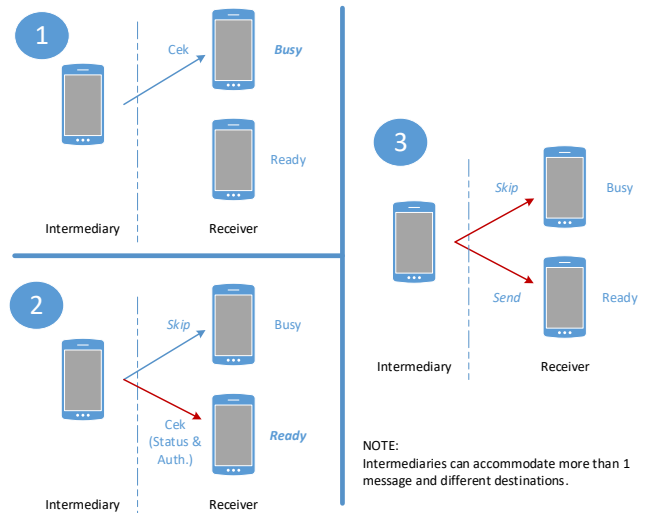 1
Cek
Busy
Ready
Intermediary
Receiver
2
Skip
Busy
Cek
(Status &
Auth.)
Ready
Intermediary
Receiver
3
Skip
Busy
Send
Ready
Intermediary
Receiver
NOTE:
Intermediaries can accommodate more than 1
message and different destinations.